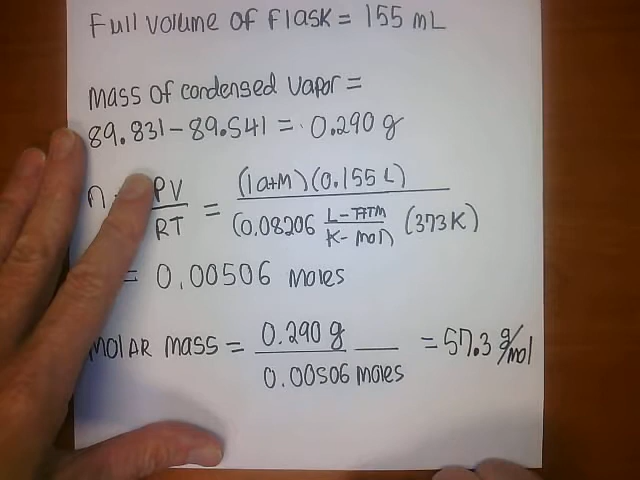 Full volume of Flask = 155 mL
Mass of condensed vapor =
89.831 - 89.541 = 0.290 g
n = PV / RT = (1 atm)(0.155 L) / (0.08206 L-ATM / K-mol) (373K)
= 0.00506 moles
MOLAR MASS = 0.290 g / 0.00506 moles = 57.3 g/mol